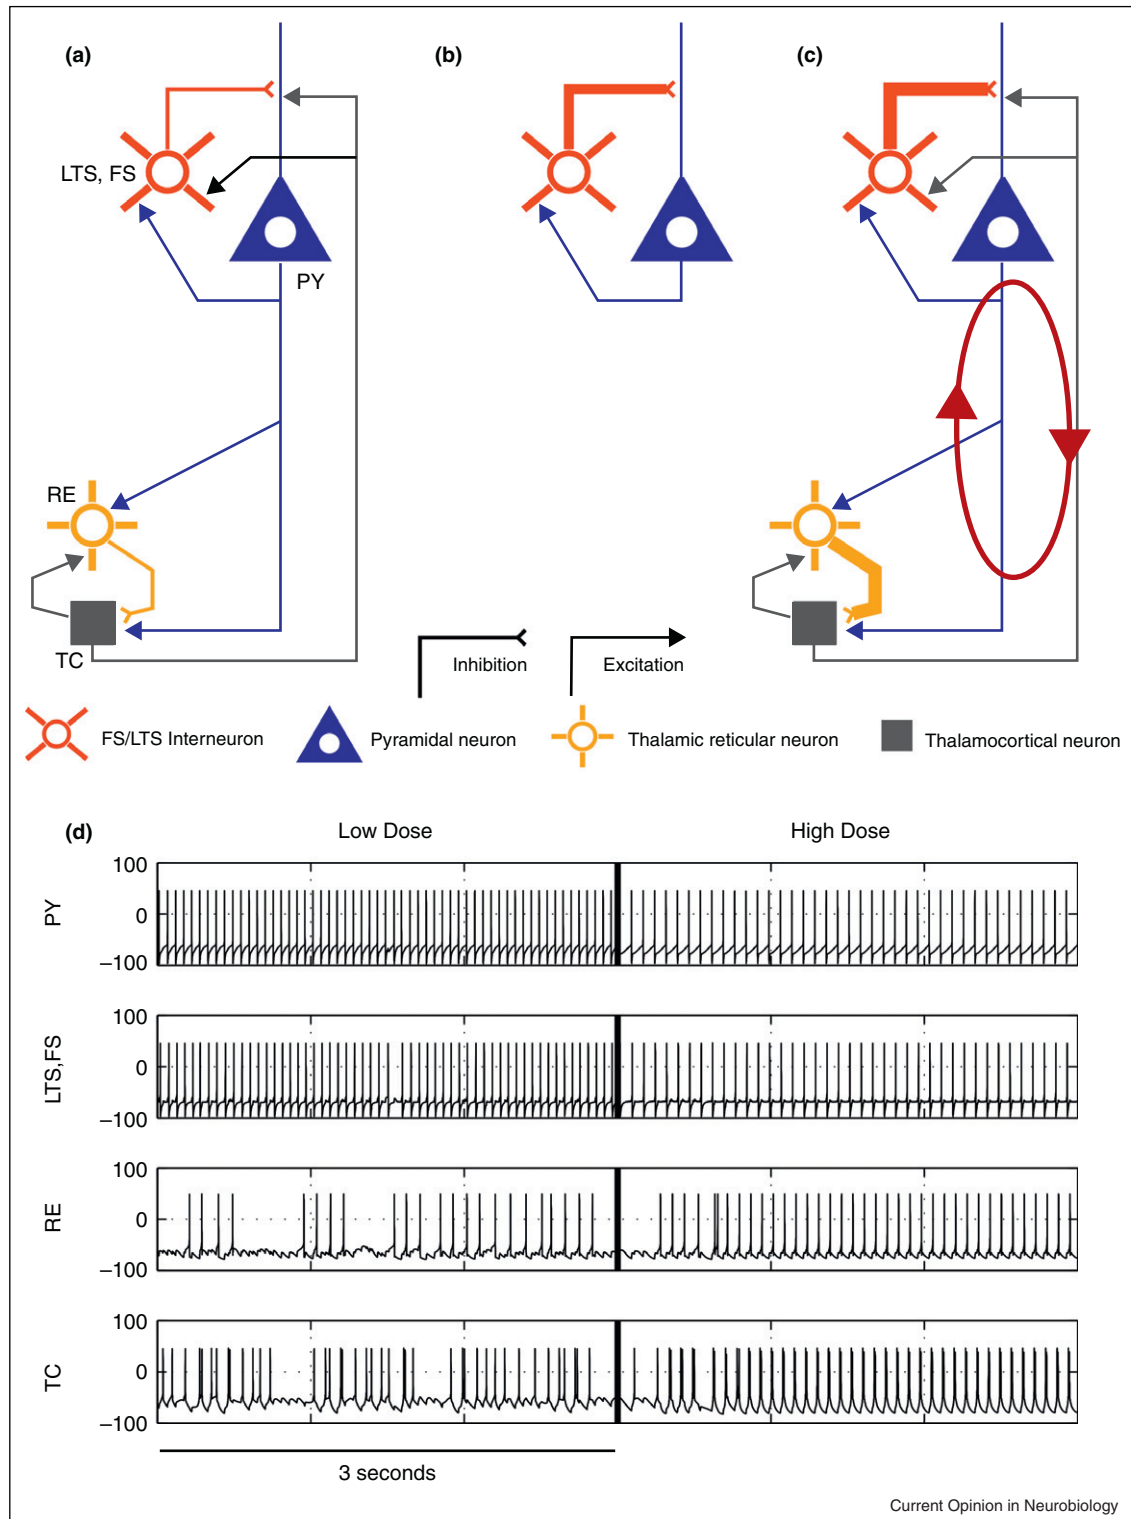 (a)
(b)
(c)
LTS, FS
PY
RE
TC
Inhibition
Excitation
FS/LTS Interneuron
Pyramidal neuron
Thalamic reticular neuron
Thalamocortical neuron
(d)
Low Dose
High Dose
PY
100
0
−100
LTS,FS
100
0
−100
RE
100
0
−100
TC
100
0
−100
3 seconds
Current Opinion in Neurobiology